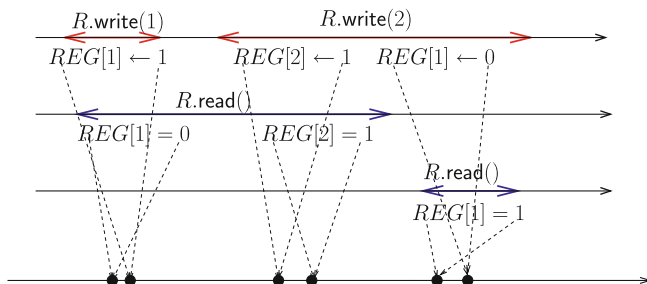 R.write(1) R.write(2)
REG[1] ← 1 REG[2] ← 1 REG[1] ← 0
R.read()
REG[1] = 0 REG[2] = 1
R.read()
REG[1] = 1